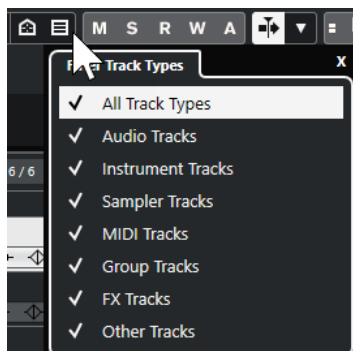 M S R W A
Filter Track Types X
All Track Types
6 / 6
Audio Tracks
Instrument Tracks
Sampler Tracks
MIDI Tracks
Group Tracks
FX Tracks
Other Tracks